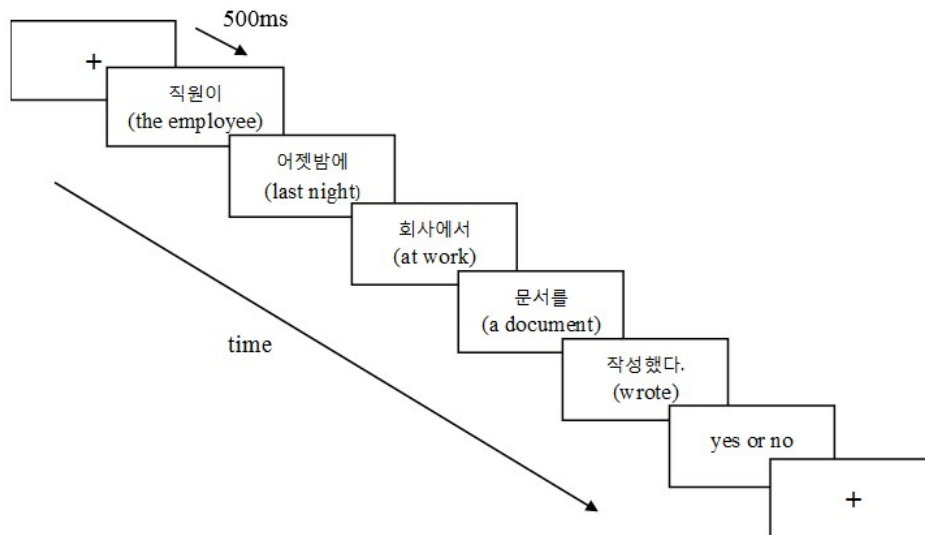 500ms
+
직원이
(the employee)
어젯밤에
(last night)
회사에서
(at work)
문서를
(a document)
time
작성했다.
(wrote)
yes or no
+